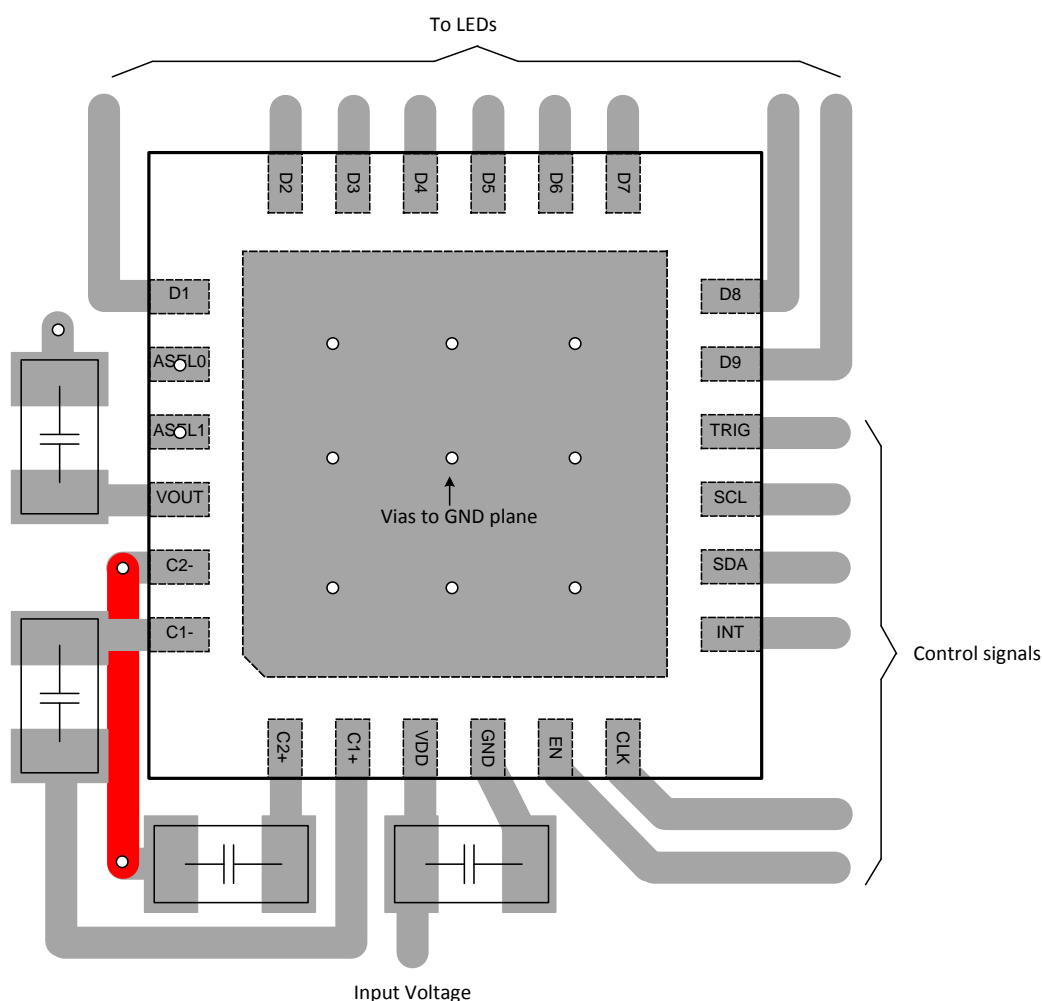 To LEDs
D2
D3
D4
D5
D6
D7
D1
D8
ASEL0
D9
ASEL1
TRIG
VOUT
SCL
Vias to GND plane
C2-
SDA
C1-
INT
Control signals
C2+
C1+
VDD
GND
EN
CLK
Input Voltage